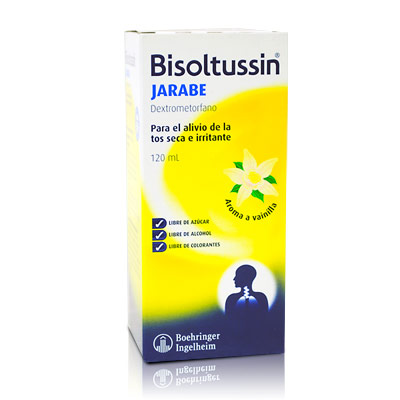 Bisoltussin®
JARABE
Dextrometorfano
Para el alivio de la
tos seca e irritante
120 mL
Aroma a vainilla
LIBRE DE AZÚCAR
LIBRE DE ALCOHOL
LIBRE DE COLORANTES
Boehringer
Ingelheim